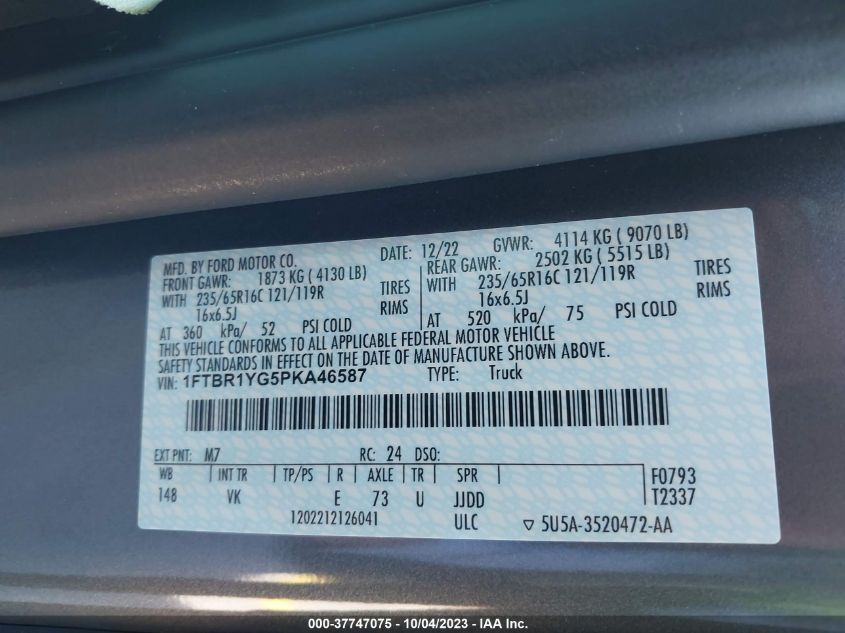 MFD. BY FORD MOTOR CO. DATE: 12/22 GVWR: 4114 KG ( 9070 LB)
FRONT GAWR: 1873 KG ( 4130 LB) REAR GAWR: 2502 KG ( 5515 LB)
WITH 235/65R16C 121/119R TIRES WITH 235/65R16C 121/119R TIRES
16x6.5J RIMS 16x6.5J RIMS
AT 360 kPa/ 52 PSI COLD AT 520 kPa/ 75 PSI COLD
THIS VEHICLE CONFORMS TO ALL APPLICABLE FEDERAL MOTOR VEHICLE
SAFETY STANDARDS IN EFFECT ON THE DATE OF MANUFACTURE SHOWN ABOVE.
VIN: 1FTBR1YG5PKA46587 TYPE: Truck
EXT PNT: M7 RC: 24 DSO:
WB INT TR TP/PS R AXLE TR SPR F0793
148 VK E 73 U JJDD T2337
1202212126041 ULC ▽ 5U5A-3520472-AA
000-37747075 - 10/04/2023 - IAA Inc.